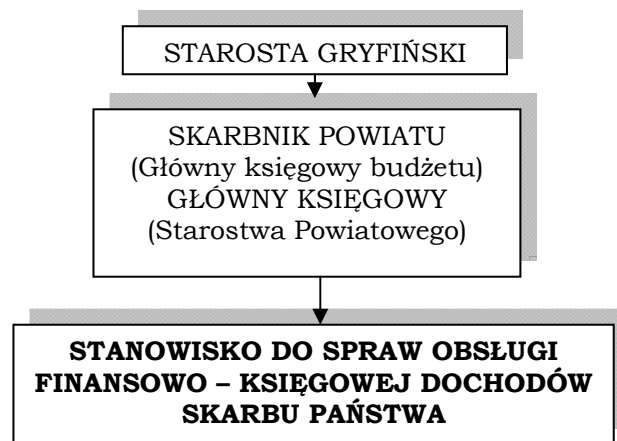 STAROSTA GRYFIŃSKI
SKARBNIK POWIATU
(Główny księgowy budżetu)
GŁÓWNY KSIĘGOWY
(Starostwa Powiatowego)
STANOWISKO DO SPRAW OBSŁUGI
FINANSOWO – KSIĘGOWEJ DOCHODÓW
SKARBU PAŃSTWA